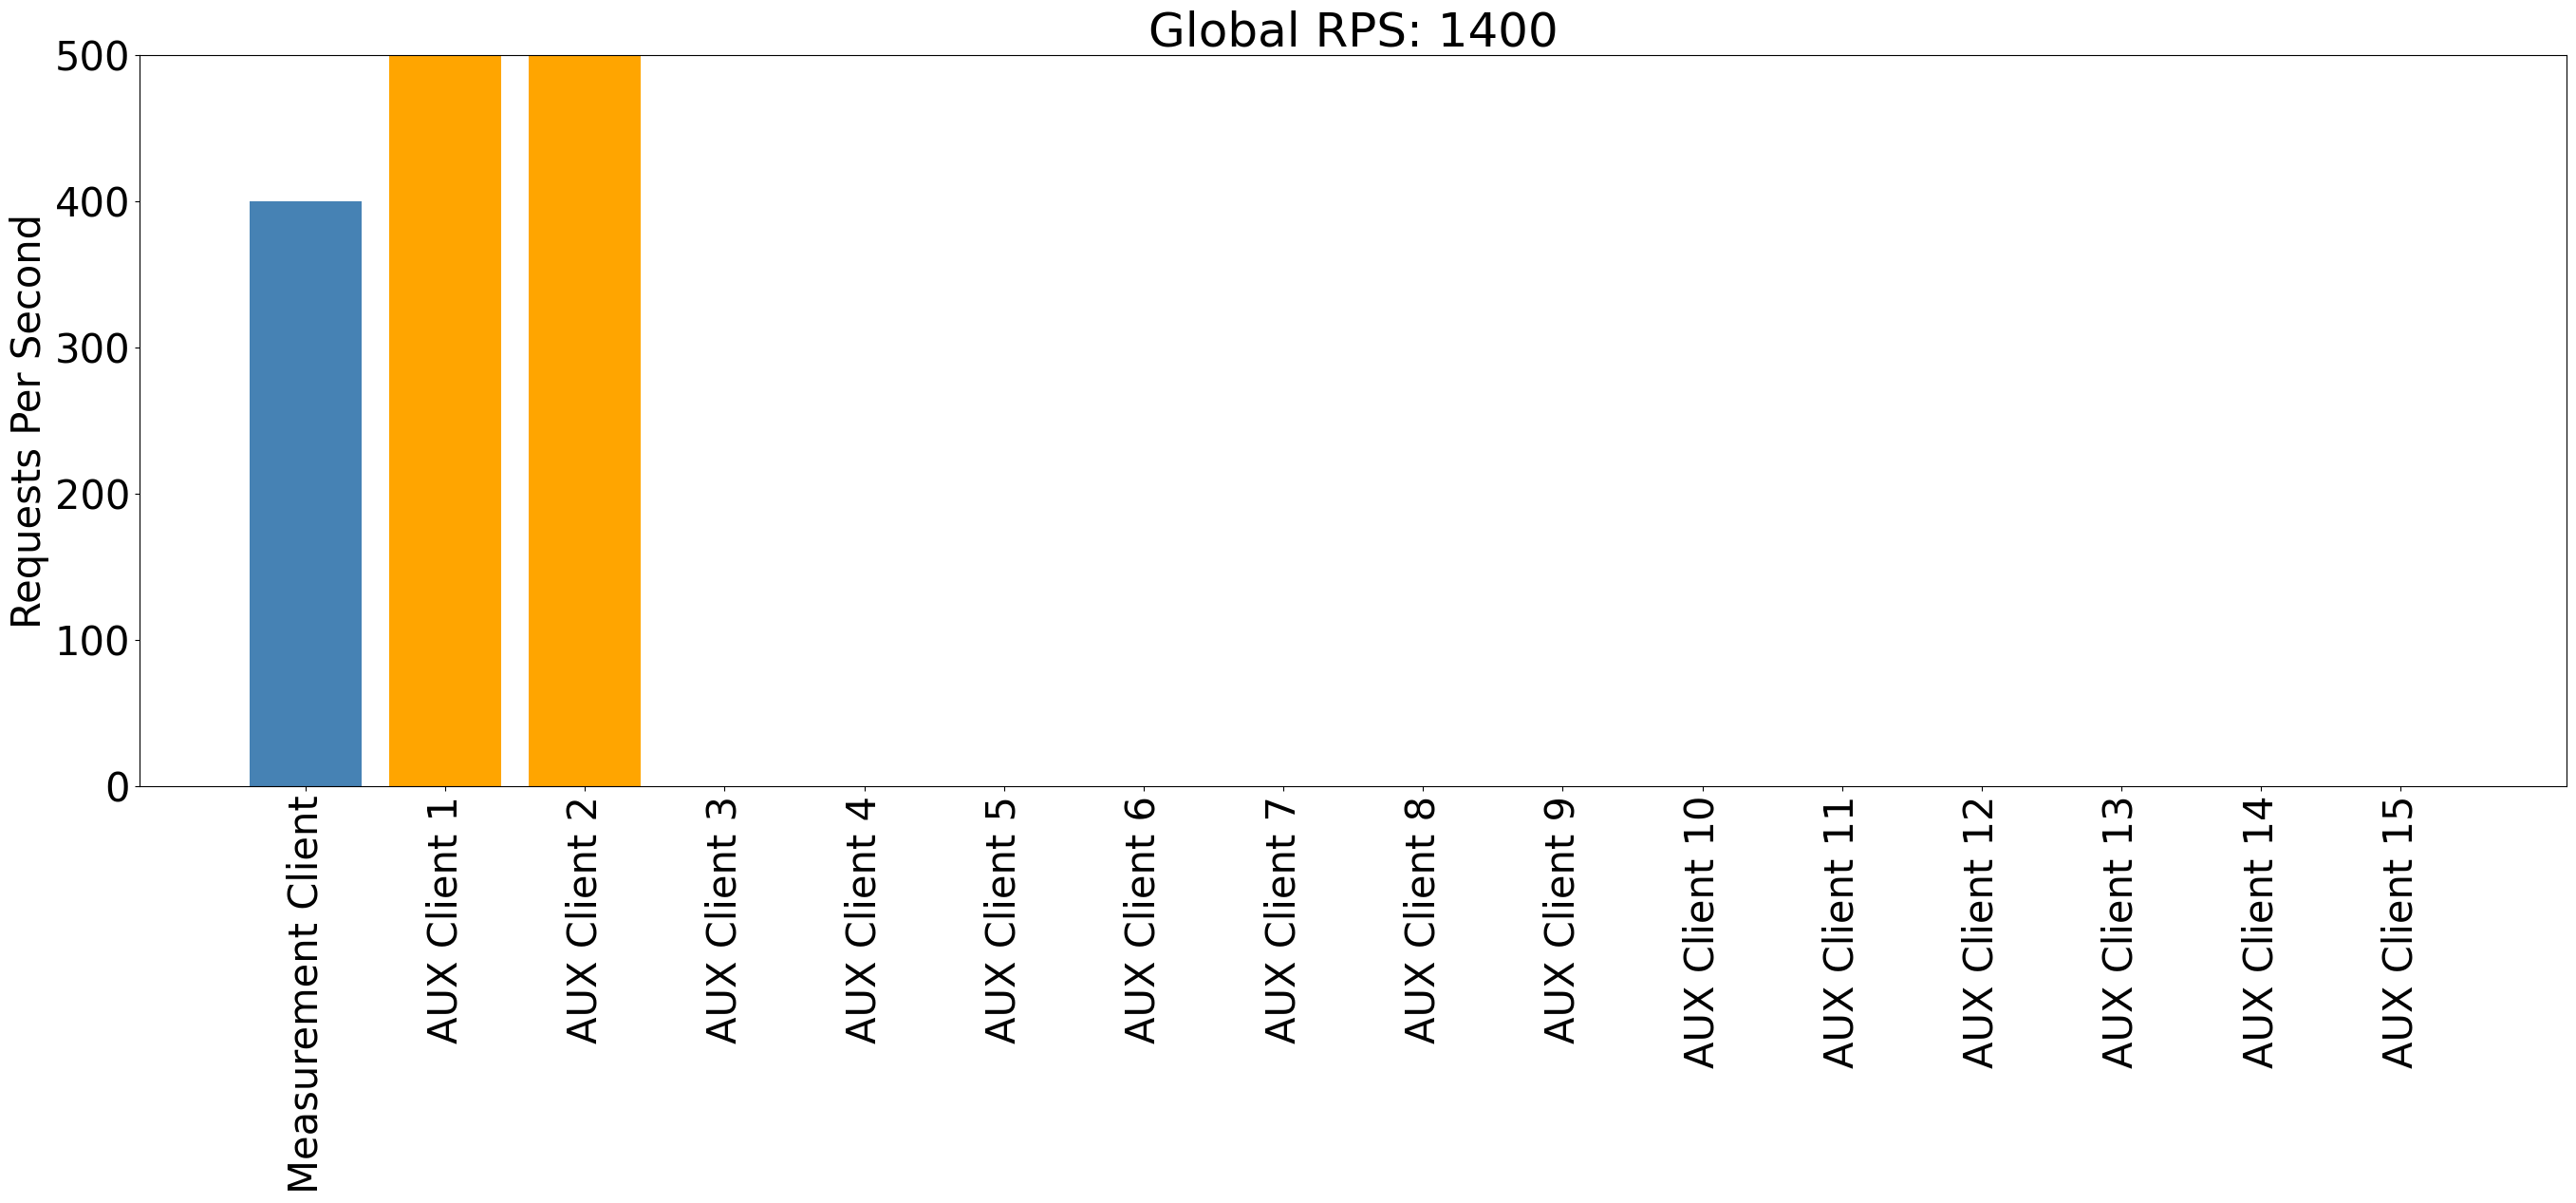 Global RPS: 1400
Requests Per Second
500
400
300
200
100
0
Measurement Client
AUX Client 1
AUX Client 2
AUX Client 3
AUX Client 4
AUX Client 5
AUX Client 6
AUX Client 7
AUX Client 8
AUX Client 9
AUX Client 10
AUX Client 11
AUX Client 12
AUX Client 13
AUX Client 14
AUX Client 15